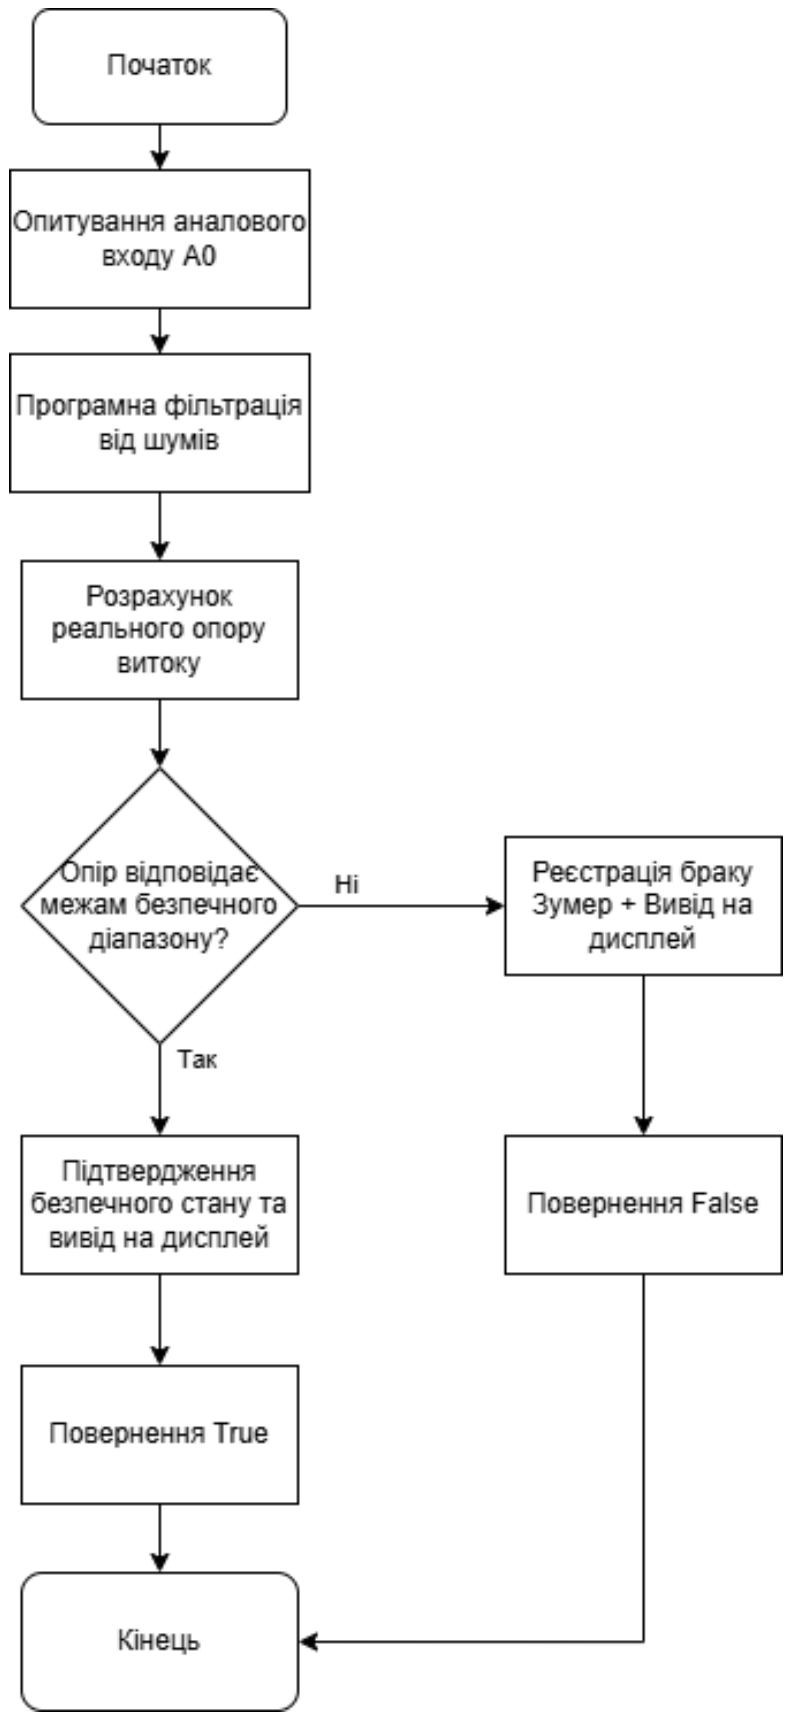 Початок
Опитування аналового
входу A0
Програмна фільтрація
від шумів
Розрахунок
реального опору
витоку
Опір відповідає
межам безпечного
діапазону?
Ні
Реєстрація браку
Зумер + Вивід на
дисплей
Так
Підтвердження
безпечного стану та
вивід на дисплей
Повернення False
Повернення True
Кінець